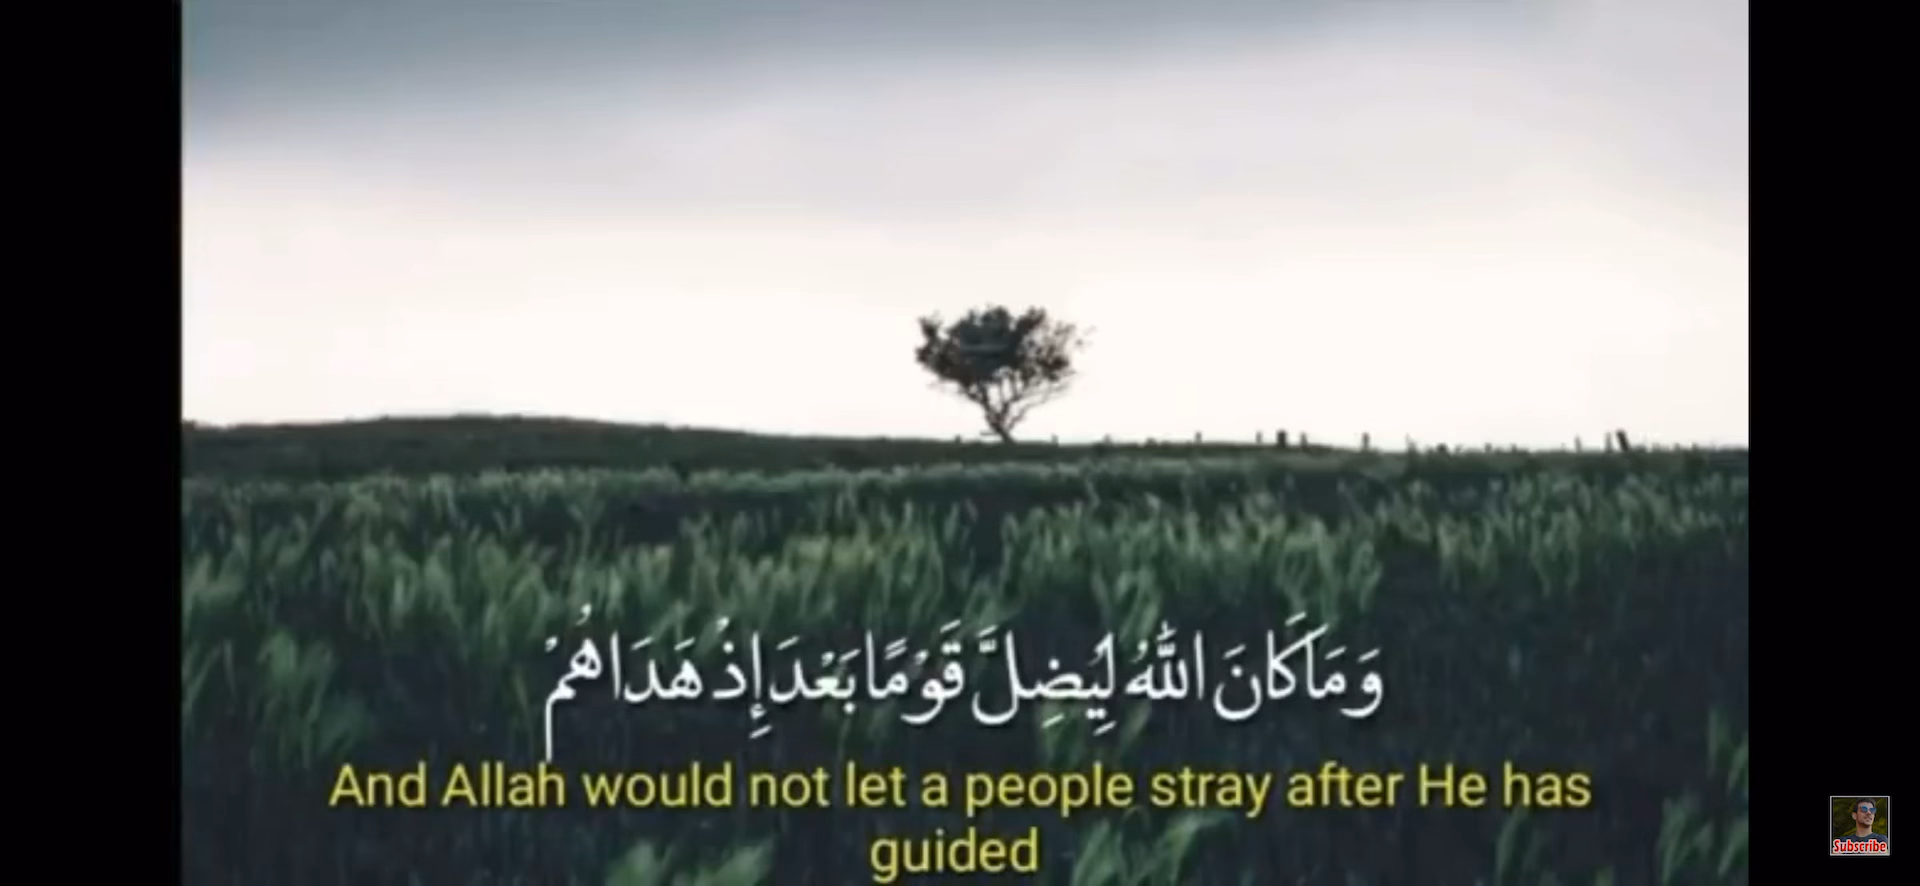 وَمَا كَانَ اللَّهُ لِيُضِلَّ قَوْمًا بَعْدَ إِذْ هَدَاهُمْ
And Allah would not let a people stray after He has
guided
Subscribe